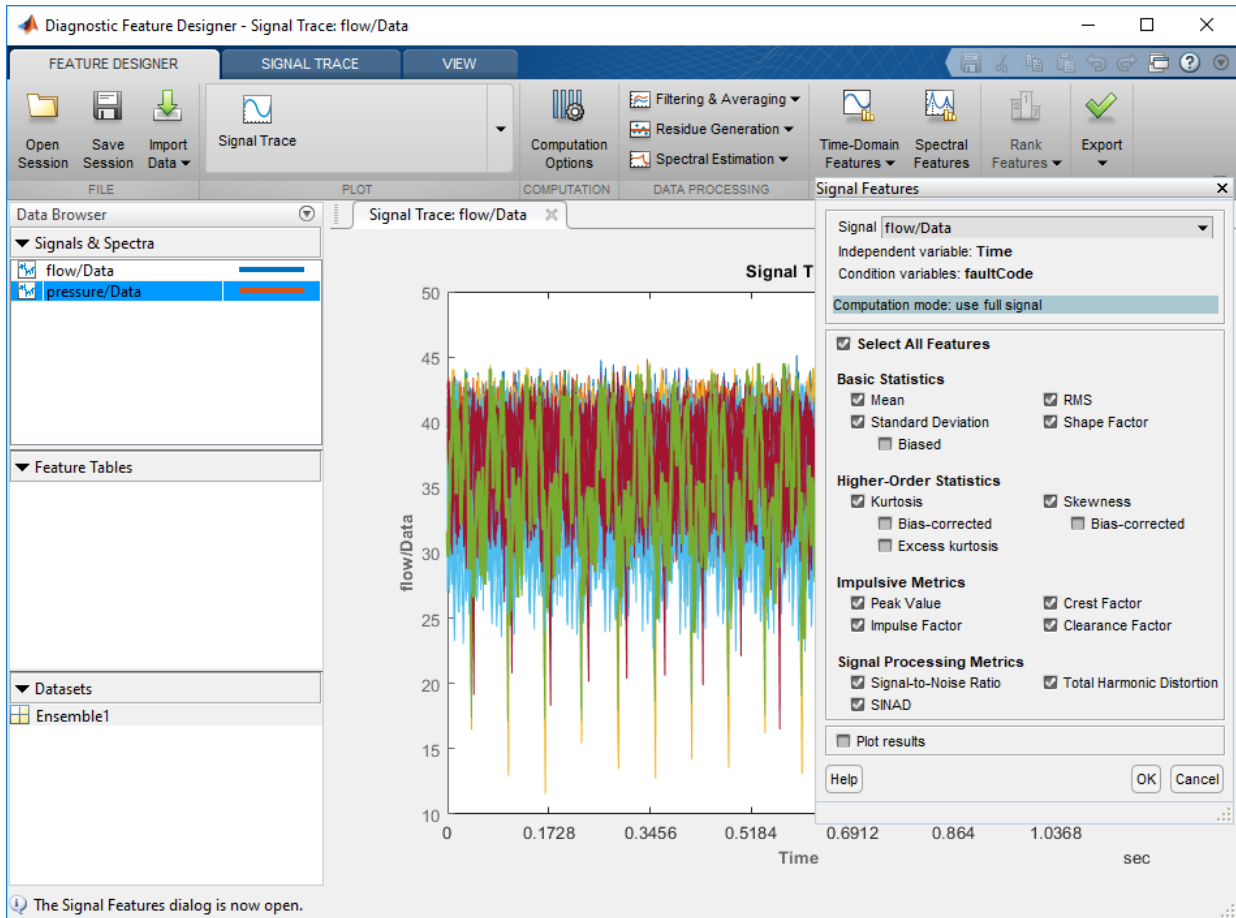 Diagnostic Feature Designer - Signal Trace: flow/Data
FEATURE DESIGNER SIGNAL TRACE VIEW
Open Session
Save Session
Import Data
Signal Trace
Computation Options
Filtering & Averaging
Residue Generation
Spectral Estimation
Time-Domain Features
Spectral Features
Rank Features
Export
FILE PLOT COMPUTATION DATA PROCESSING
Data Browser
Signals & Spectra
flow/Data
pressure/Data
Feature Tables
Datasets
Ensemble1
Signal Trace: flow/Data
Signal T
50
45
40
35
30
25
20
15
10
flow/Data
0 0.1728 0.3456 0.5184 0.6912 0.864 1.0368
Time sec
Signal Features
Signal flow/Data
Independent variable: Time
Condition variables: faultCode
Computation mode: use full signal
Select All Features
Basic Statistics
Mean RMS
Standard Deviation Shape Factor
Biased
Higher-Order Statistics
Kurtosis Skewness
Bias-corrected Bias-corrected
Excess kurtosis
Impulsive Metrics
Peak Value Crest Factor
Impulse Factor Clearance Factor
Signal Processing Metrics
Signal-to-Noise Ratio Total Harmonic Distortion
SINAD
Plot results
Help OK Cancel
The Signal Features dialog is now open.